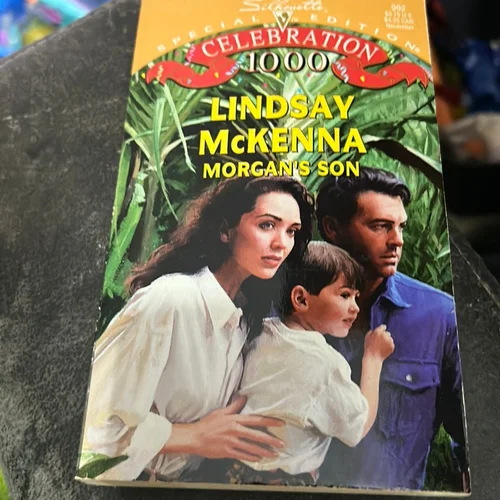 Silhouette
SPECIAL EDITION
CELEBRATION
1000
LINDSAY
McKENNA
MORGAN'S SON